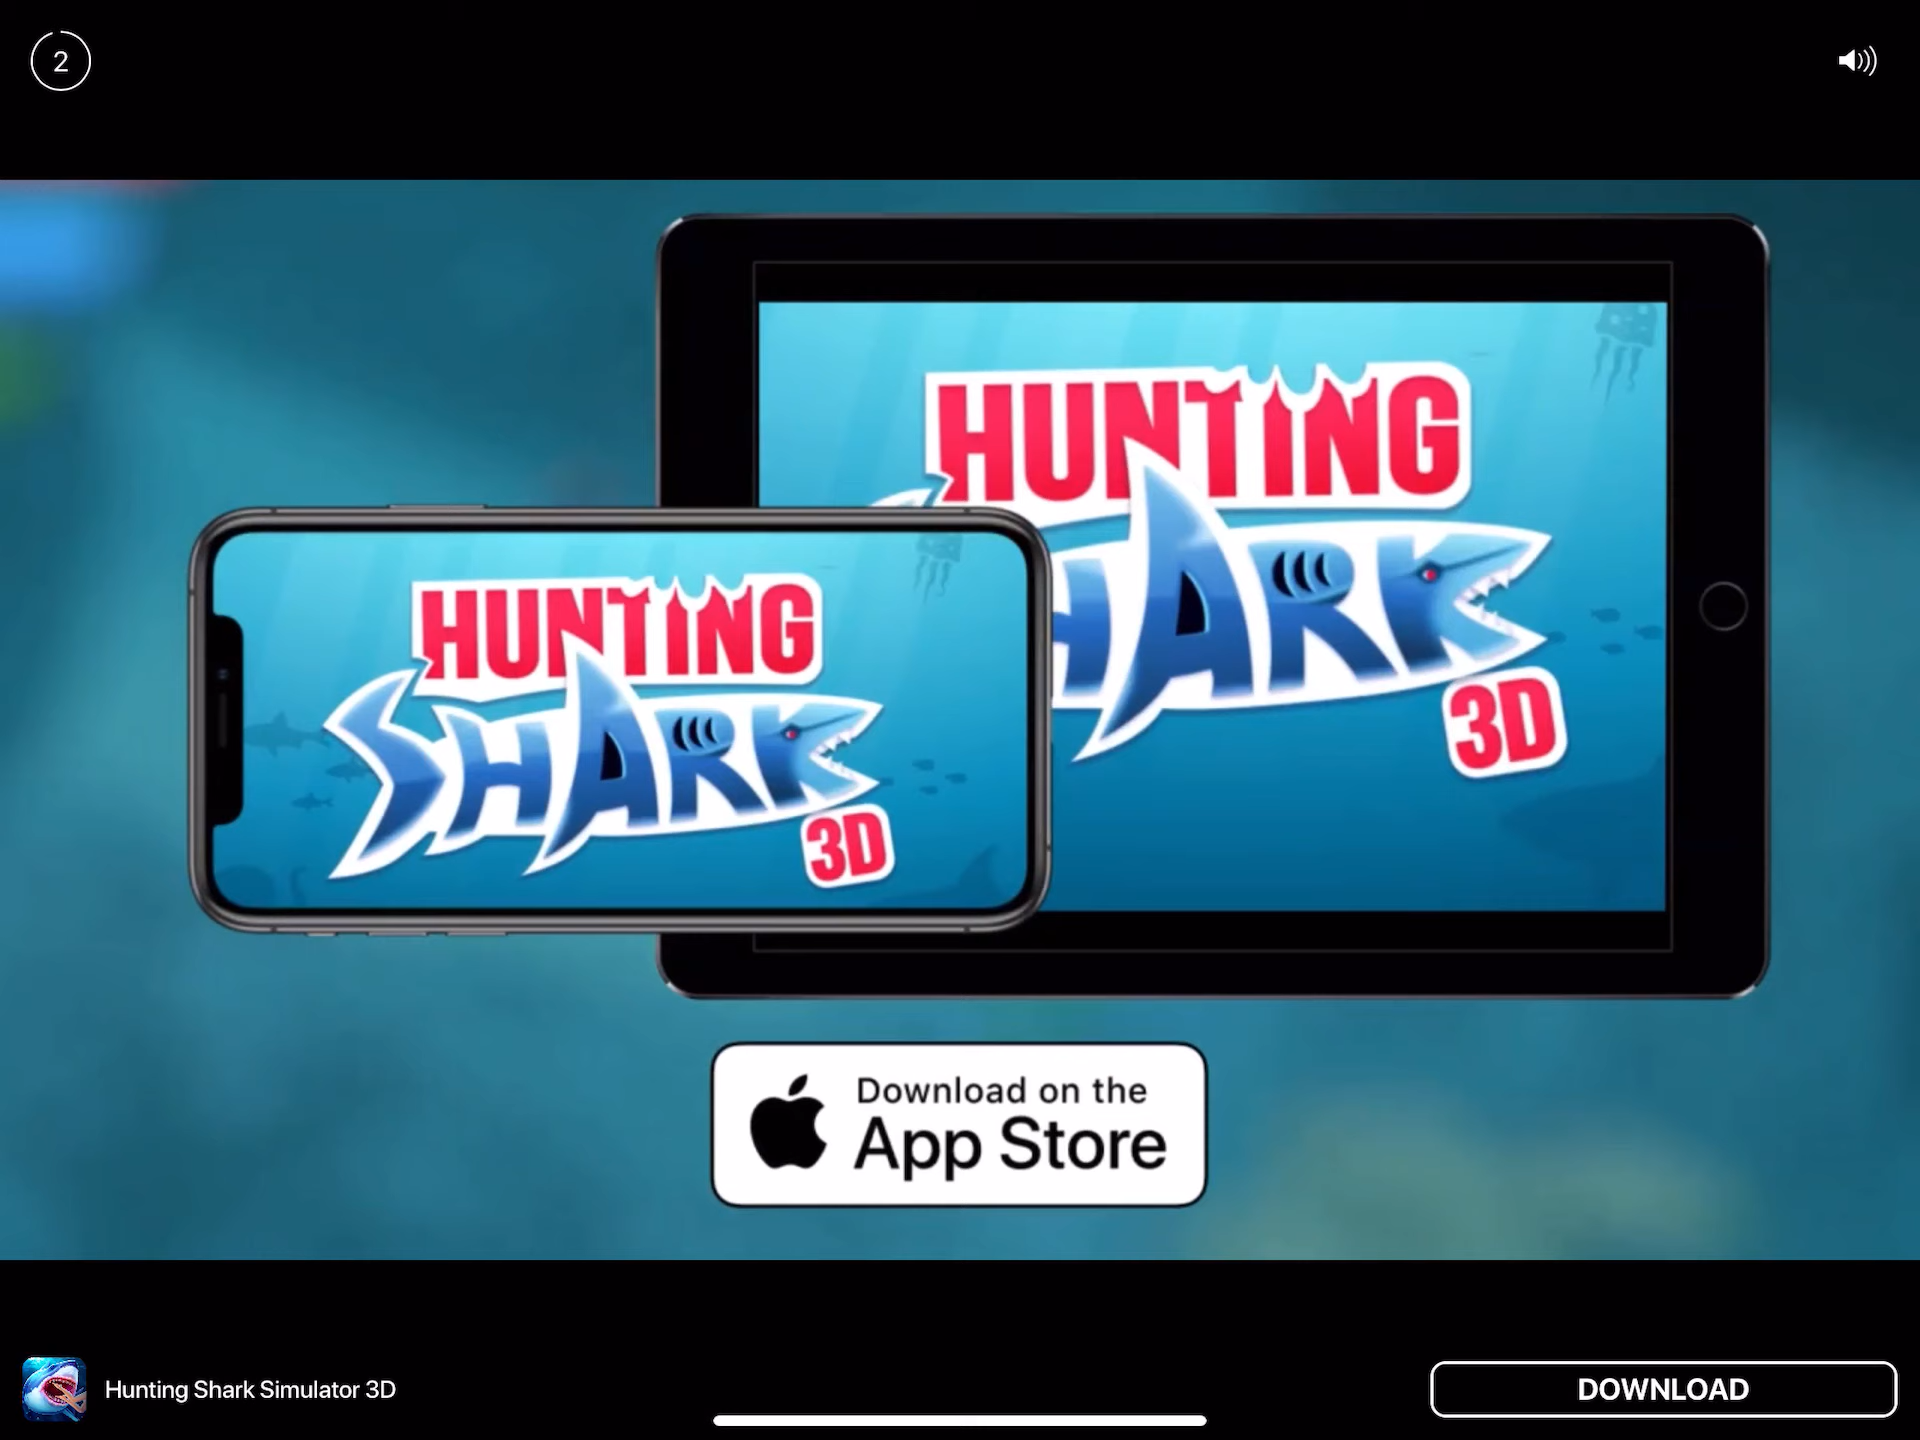 2
HUNTING
SHARK
3D
HUNTING
SHARK
3D
Download on the
App Store
Hunting Shark Simulator 3D
DOWNLOAD